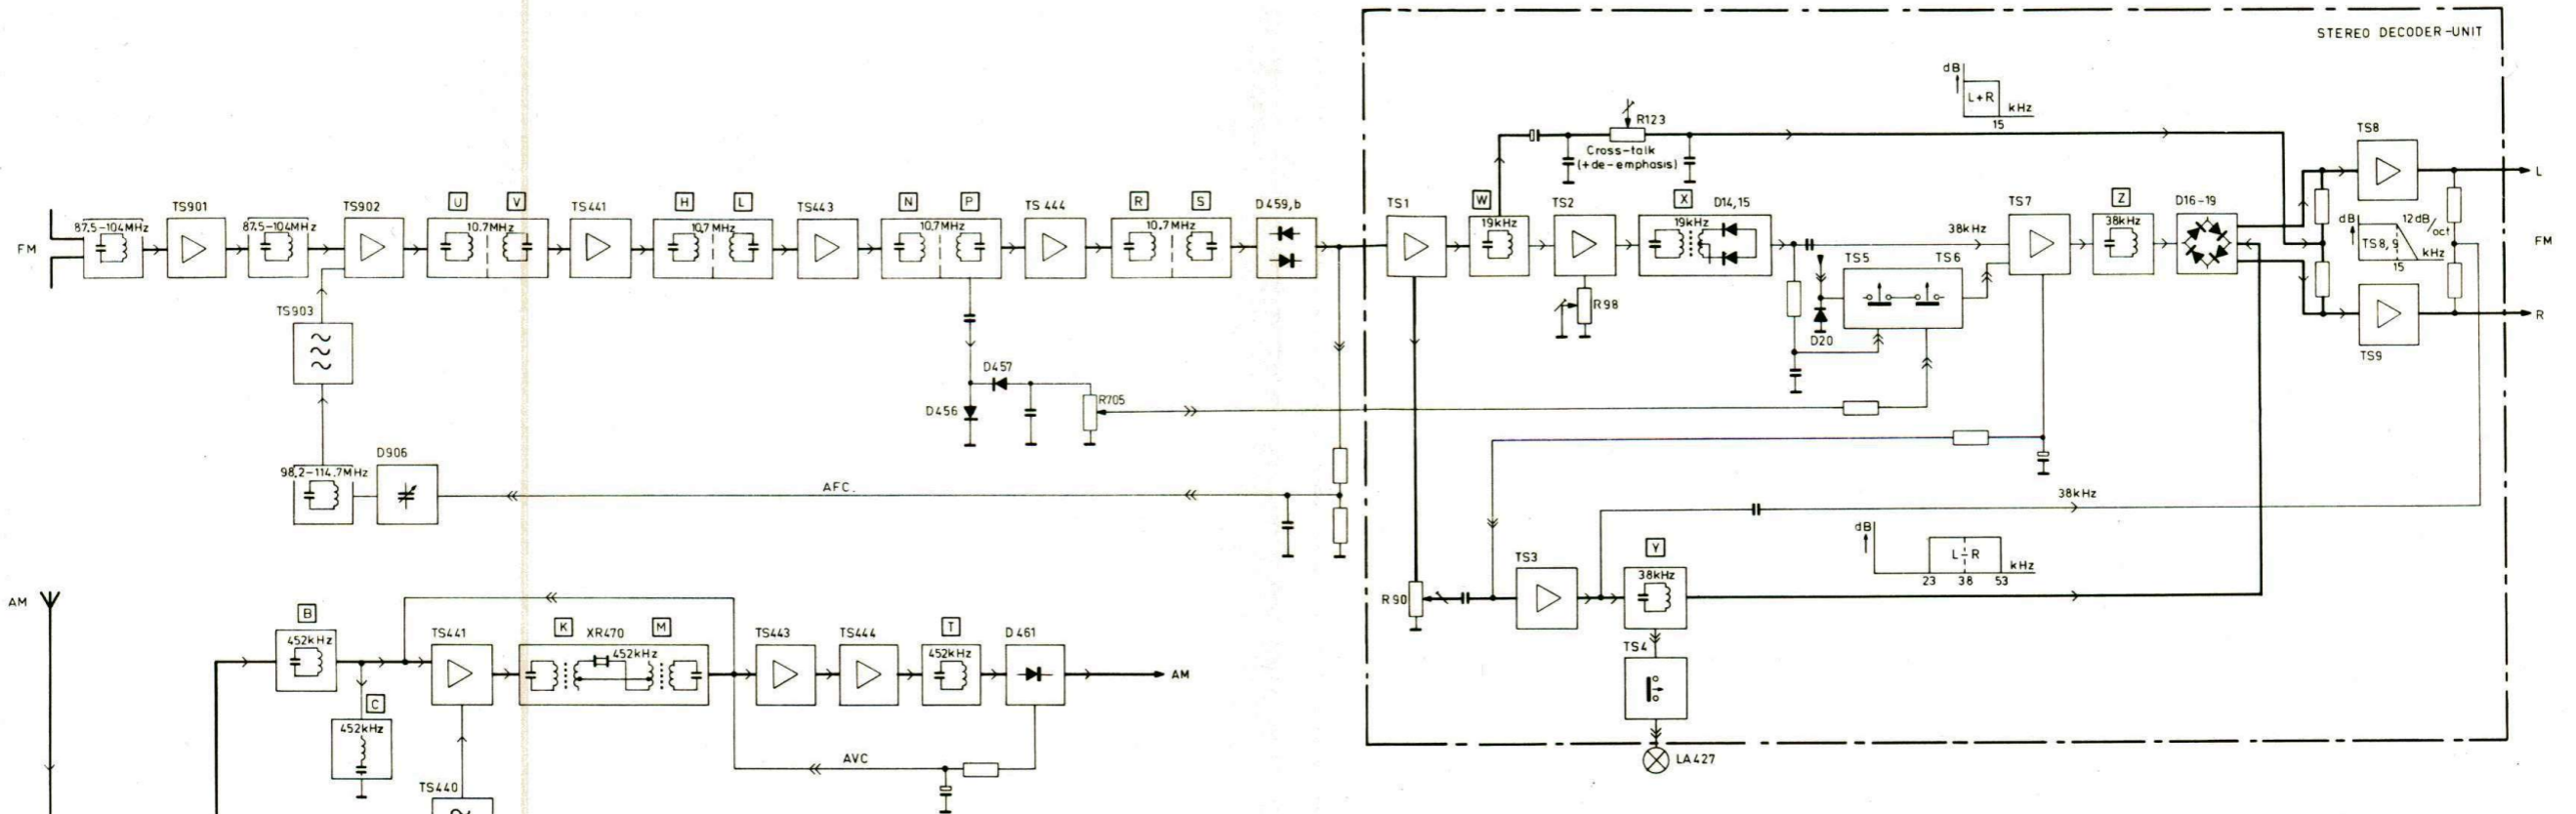 STEREO DECODER-UNIT
dB
L+R
kHz
15
R123
Cross-talk
(+de-emphasis)
TS8
L
FM
87.5-104MHz
TS901
87.5-104MHz
TS902
U
V
10.7MHz
TS441
H
L
10.7MHz
TS443
N
P
10.7MHz
TS 444
R
S
10.7MHz
D459,b
TS1
W
19kHz
TS2
X
19kHz
D14,15
38kHz
TS7
Z
38kHz
D16-19
dB
12dB/
oct
TS8,9
kHz
15
FM
TS5
TS6
TS903
R98
D20
R
TS9
D457
D456
R705
D906
98.2-114.7MHz
AFC
38kHz
dB
L-R
kHz
23
38
53
TS3
Y
38kHz
R90
AM
B
452kHz
TS441
K
XR470
M
452kHz
TS443
TS444
T
452kHz
D461
AM
C
452kHz
TS4
AVC
LA427
TS440